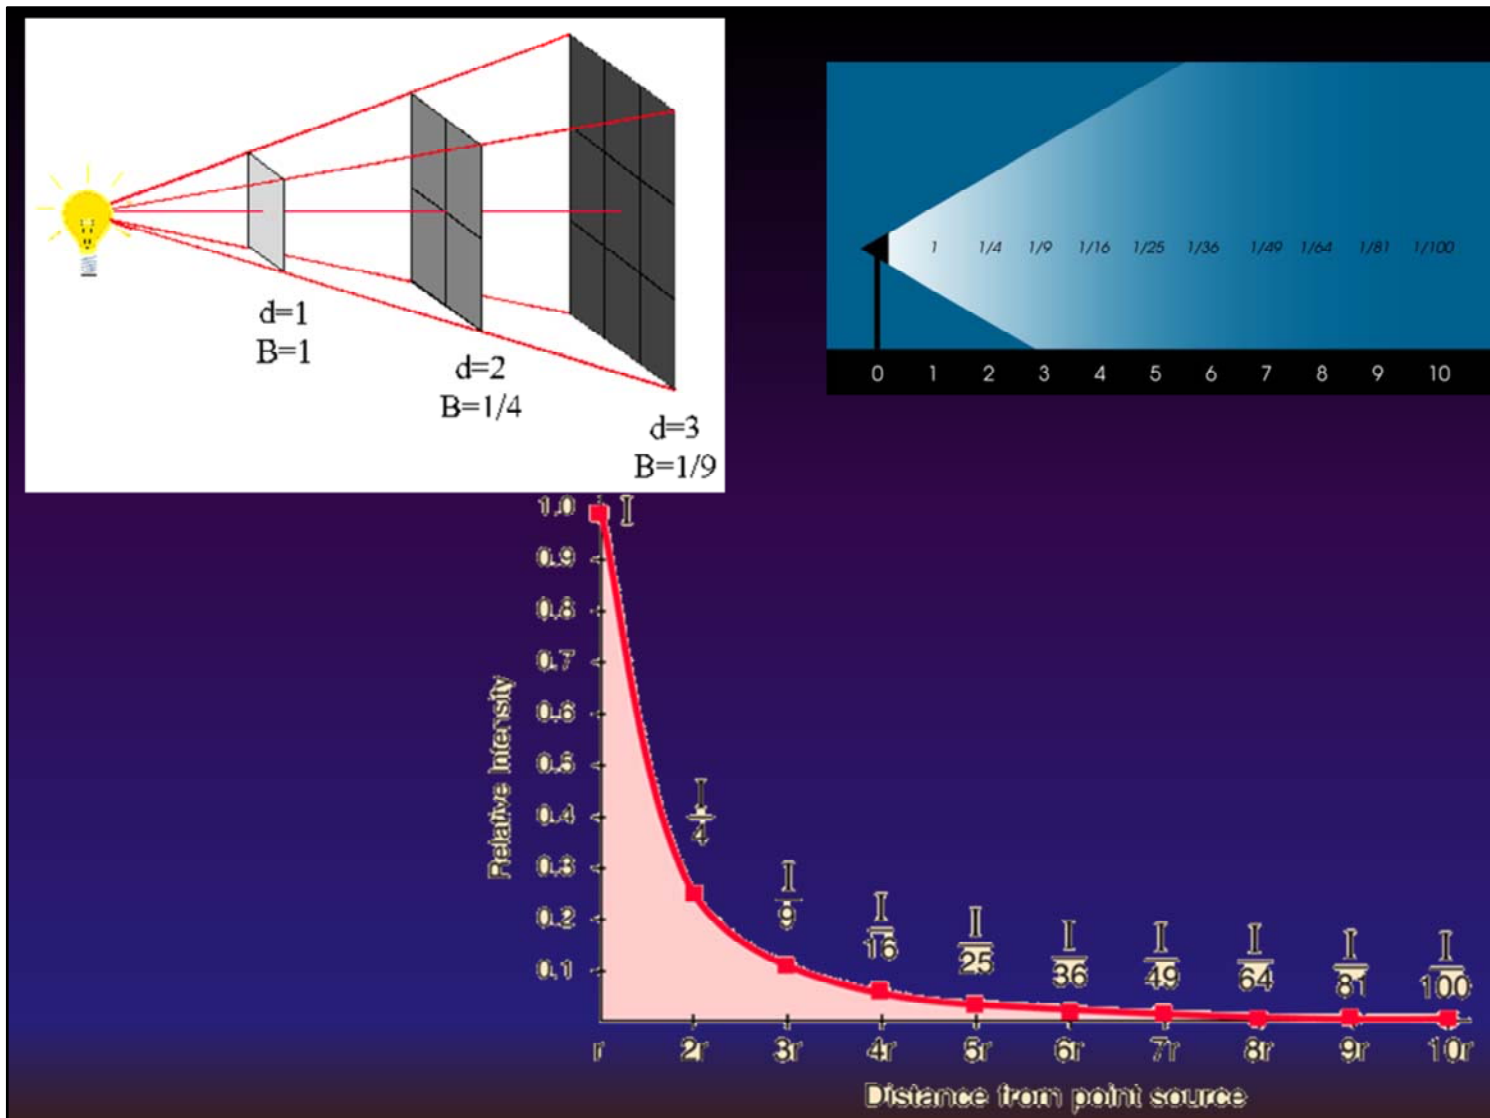 d=1
B=1
d=2
B=1/4
d=3
B=1/9
1 1/4 1/9 1/16 1/25 1/36 1/49 1/64 1/81 1/100
0 1 2 3 4 5 6 7 8 9 10
Relative Intensity
1.0
0.9
0.8
0.7
0.6
0.5
0.4
0.3
0.2
0.1
I
I/4
I/9
I/16
I/25
I/36
I/49
I/64
I/81
I/100
r 2r 3r 4r 5r 6r 7r 8r 9r 10r
Distance from point source